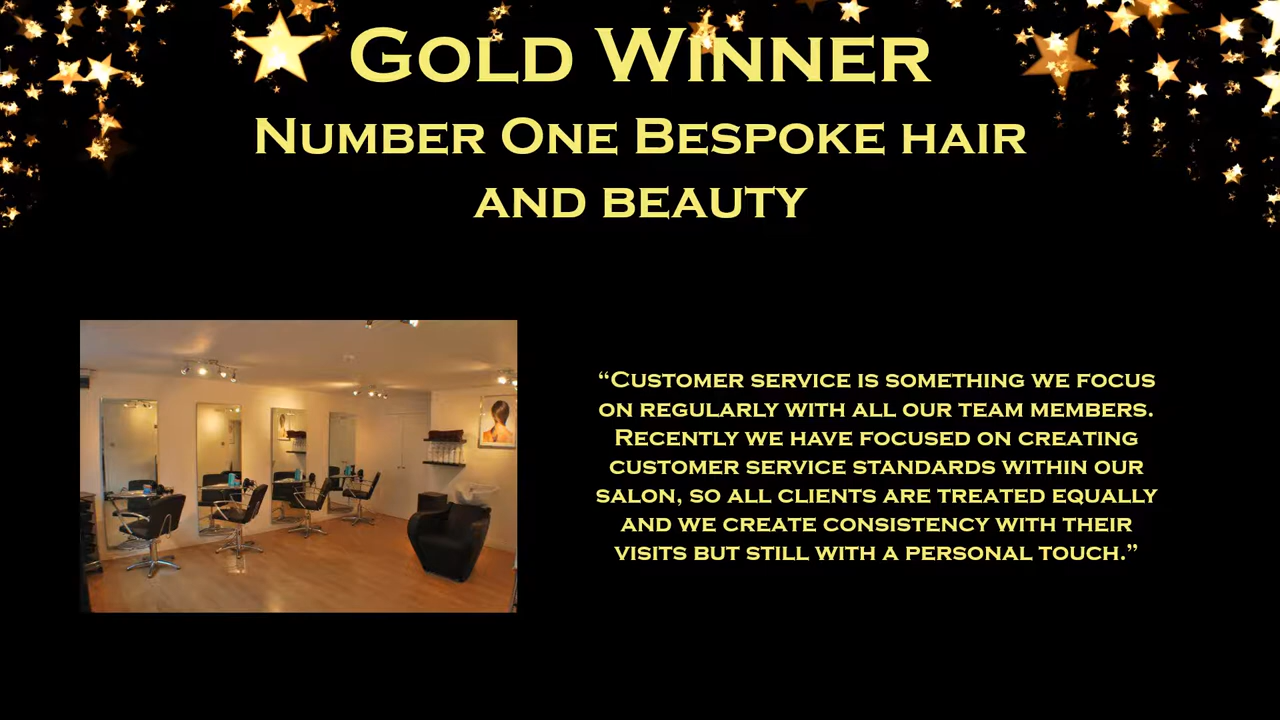 Gold Winner
Number One Bespoke hair
and beauty
“Customer service is something we focus
on regularly with all our team members.
Recently we have focused on creating
customer service standards within our
salon, so all clients are treated equally
and we create consistency with their
visits but still with a personal touch.”